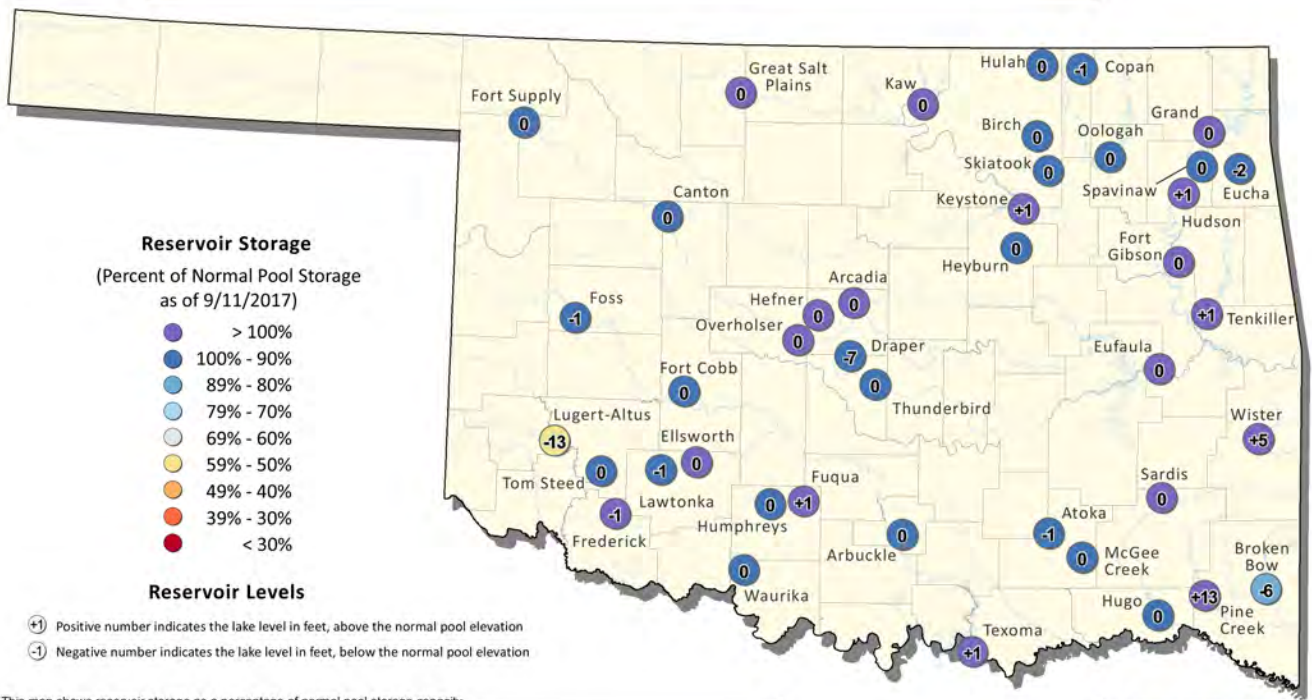 Fort Supply
0
Great Salt
Plains
0
Kaw
0
Hulah
0
-1
Copan
Birch
0
Oologah
0
Grand
0
Skiatook
0
Spavinaw
0
-2
Eucha
Canton
0
Keystone
+1
+1
Hudson
Heyburn
0
Fort
Gibson
0
Reservoir Storage
(Percent of Normal Pool Storage
as of 9/11/2017)
> 100%
100% - 90%
89% - 80%
79% - 70%
69% - 60%
59% - 50%
49% - 40%
39% - 30%
< 30%
Reservoir Levels
+1 Positive number indicates the lake level in feet, above the normal pool elevation
-1 Negative number indicates the lake level in feet, below the normal pool elevation
Foss
-1
Arcadia
0
Hefner
0
Overholser
0
-7
Draper
0
Thunderbird
+1
Tenkiller
Eufaula
0
Fort Cobb
0
Lugert-Altus
-13
Ellsworth
0
Tom Steed
0
-1
Lawtonka
-1
Frederick
Humphreys
0
Fuqua
+1
Wister
+5
Sardis
0
Arbuckle
0
Atoka
-1
0
McGee
Creek
Broken
Bow
-6
0
Waurika
Hugo
0
+13
Pine
Creek
Texoma
+1